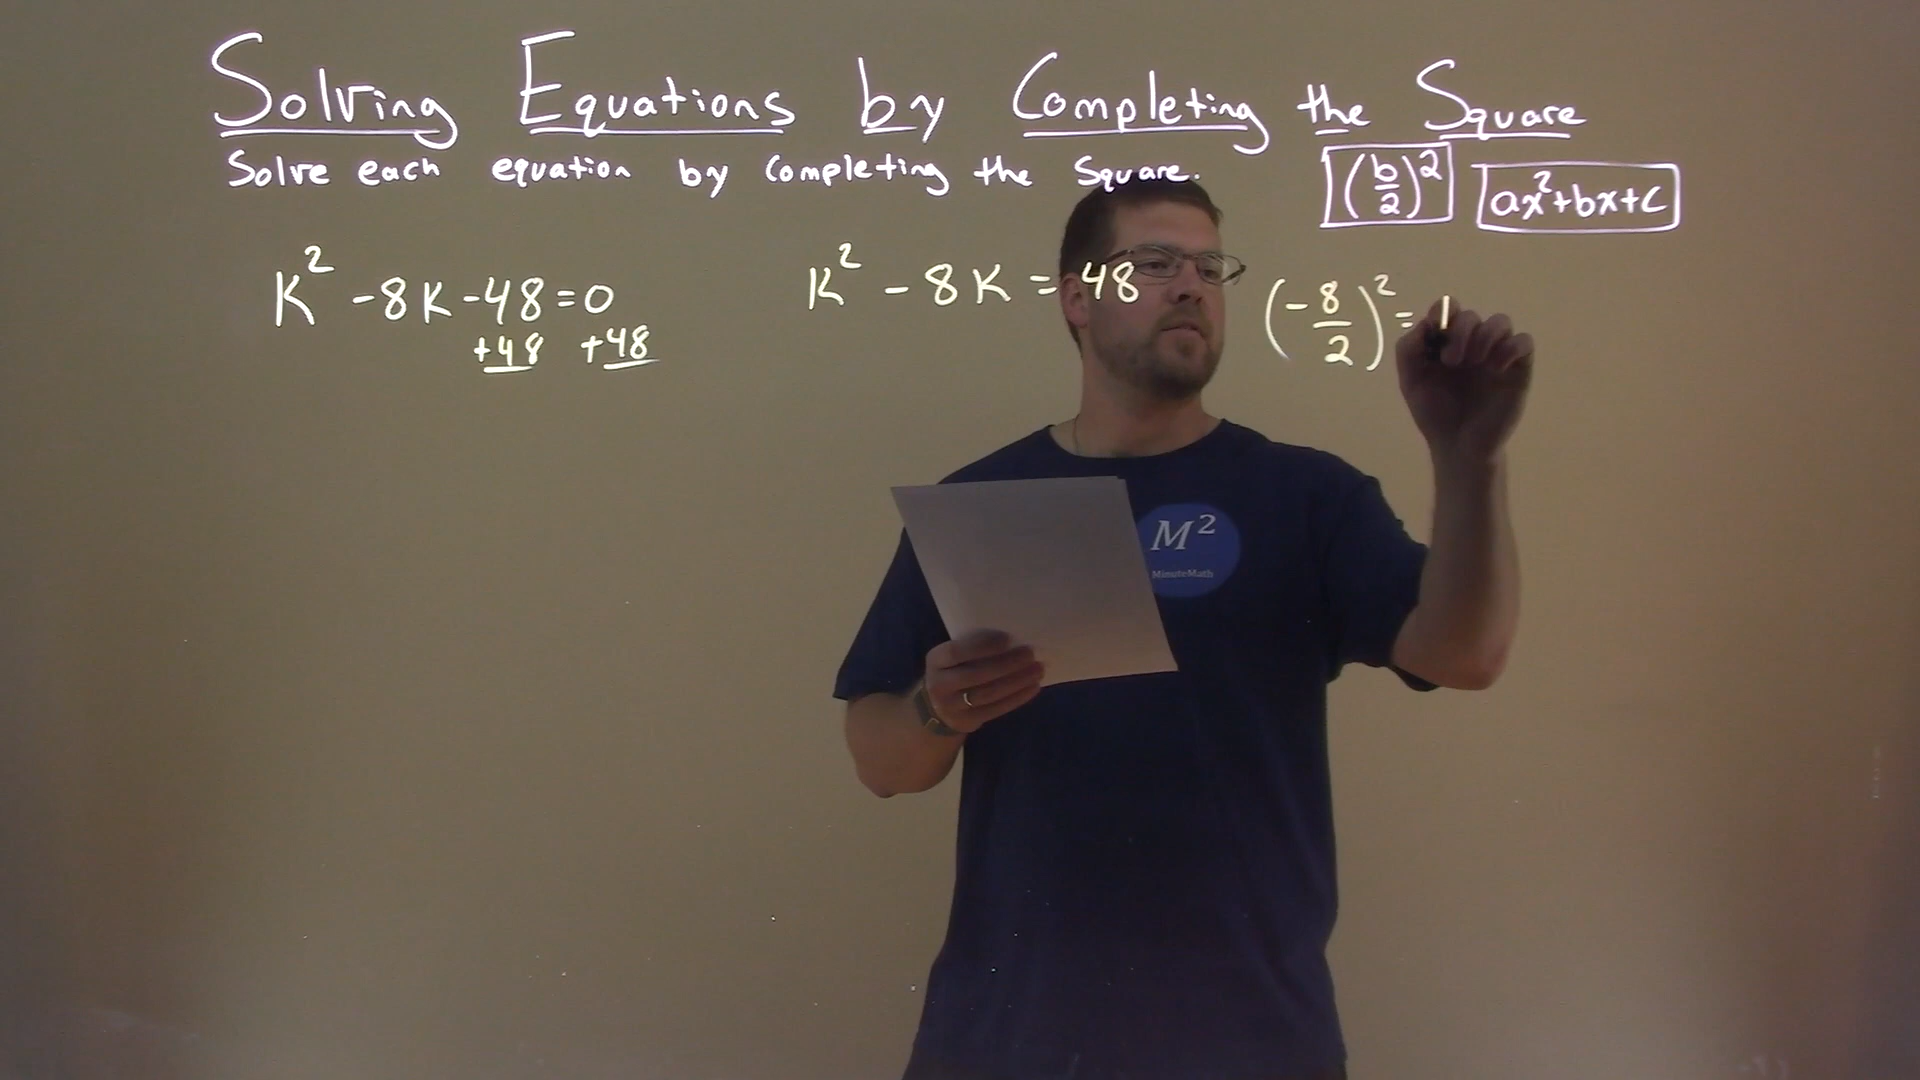 Solving Equations by Completing the Square
Solve each equation by completing the Square.
(b/2)² ax²+bx+c
K² -8K -48=0
+48 +48
K² - 8K = 48
(-8/2)² = 1
M²
MinuteMath